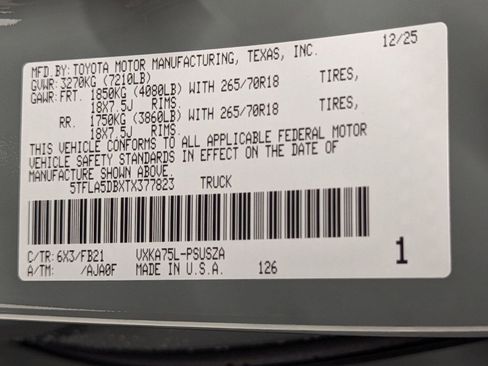 MFD.BY: TOYOTA MOTOR MANUFACTURING, TEXAS, INC. 12/25
GVWR: 3270KG (7210LB)
GAWR: FRT. 1850KG (4080LB) WITH 265/70R18 TIRES,
18X7.5J RIMS.
RR. 1750KG (3860LB) WITH 265/70R18 TIRES,
18X7.5J RIMS.
THIS VEHICLE CONFORMS TO ALL APPLICABLE FEDERAL MOTOR
VEHICLE SAFETY STANDARDS IN EFFECT ON THE DATE OF
MANUFACTURE SHOWN ABOVE.
5TFLA5DBXTX377823 TRUCK
C/TR: 6X3/FB21 VXKA75L-PSUSZA
A/TM: /AJA0F MADE IN U.S.A. 126 1